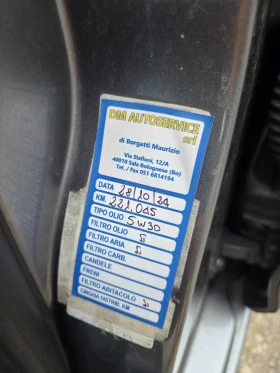 DM AUTOSERVICE
srl
di Borgatti Maurizio
Via Stelloni, 12/A
40010 Sala Bolognese (Bo)
Tel. / Fax 051 6814194
DATA 28/10/24
KM. 221.015
TIPO OLIO 5W30
FILTRO OLIO
FILTRO ARIA
FILTRO CARB.
CANDELE
FRENI
FILTRO ABITACOLO
CINGHIA DISTRIB. KM